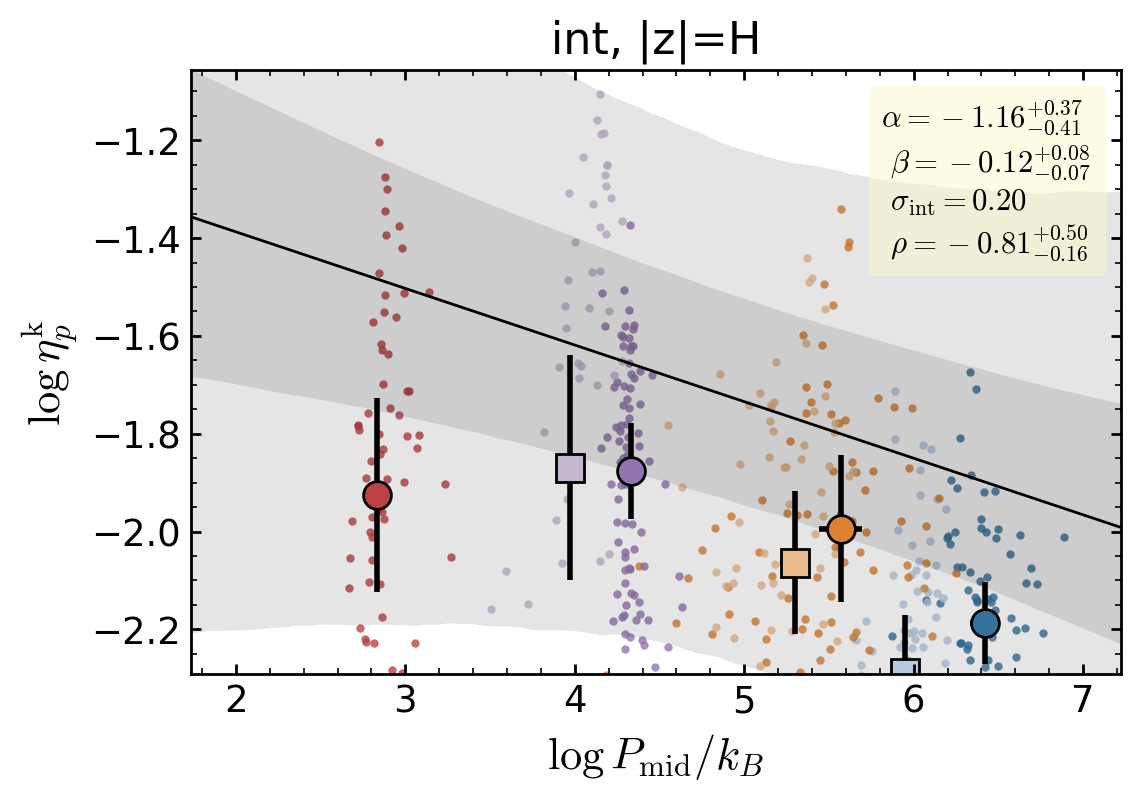 int, |z|=H
α = −1.16^{+0.37}_{−0.41}
β = −0.12^{+0.08}_{−0.07}
σ_int = 0.20
ρ = −0.81^{+0.50}_{−0.16}
log η_p^k
−1.2
−1.4
−1.6
−1.8
−2.0
−2.2
2 3 4 5 6 7
log P_mid/k_B